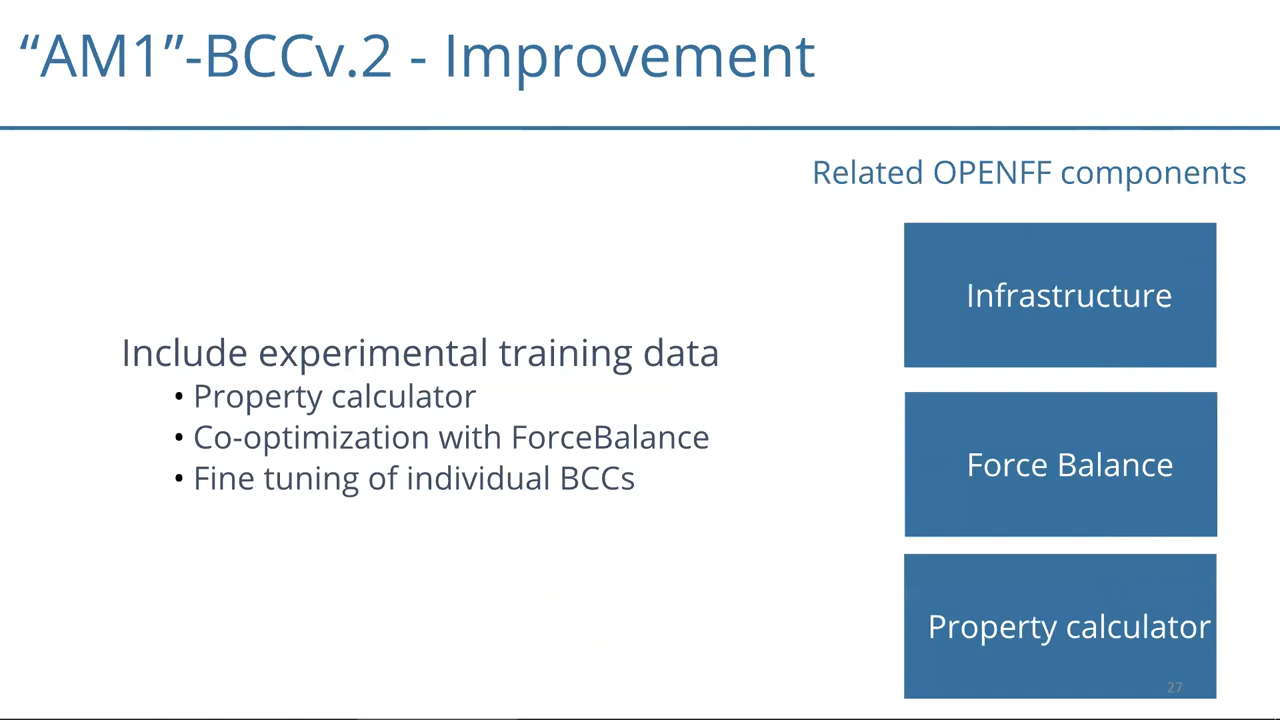 “AM1”-BCCv.2 - Improvement
Related OPENFF components
Include experimental training data
• Property calculator
• Co-optimization with ForceBalance
• Fine tuning of individual BCCs
Infrastructure
Force Balance
Property calculator
27